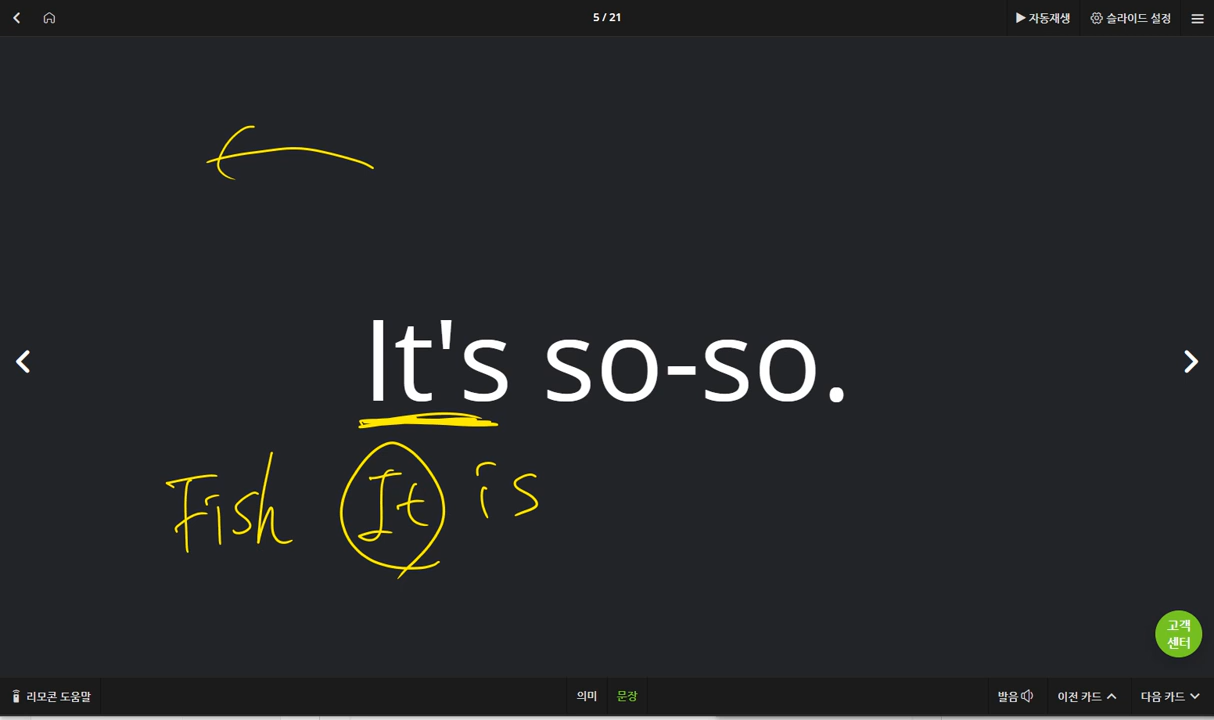 5 / 21
자동재생
슬라이드 설정
It's so-so.
Fish It is
고객
센터
리모콘 도움말
의미
문장
발음
이전 카드
다음 카드